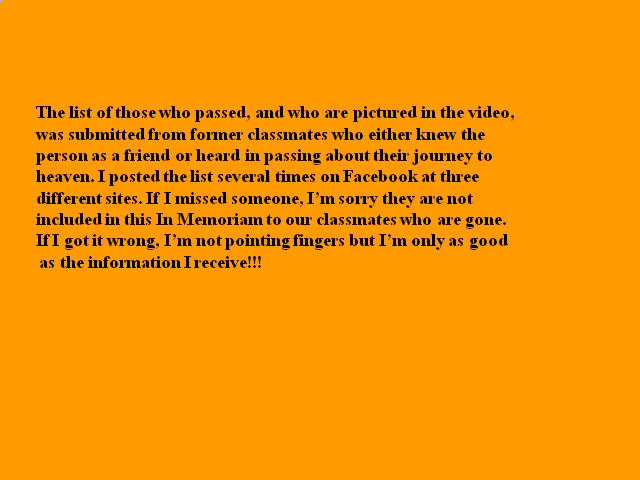 The list of those who passed, and who are pictured in the video,
was submitted from former classmates who either knew the
person as a friend or heard in passing about their journey to
heaven. I posted the list several times on Facebook at three
different sites. If I missed someone, I’m sorry they are not
included in this In Memoriam to our classmates who are gone.
If I got it wrong, I’m not pointing fingers but I’m only as good
as the information I receive!!!